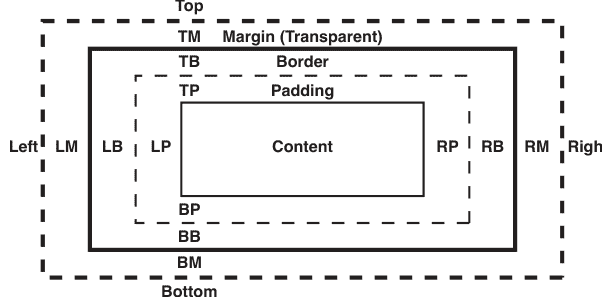 Top
TM Margin (Transparent)
TB Border
TP Padding
Left LM LB LP Content RP RB RM Righ
BP
BB
BM
Bottom